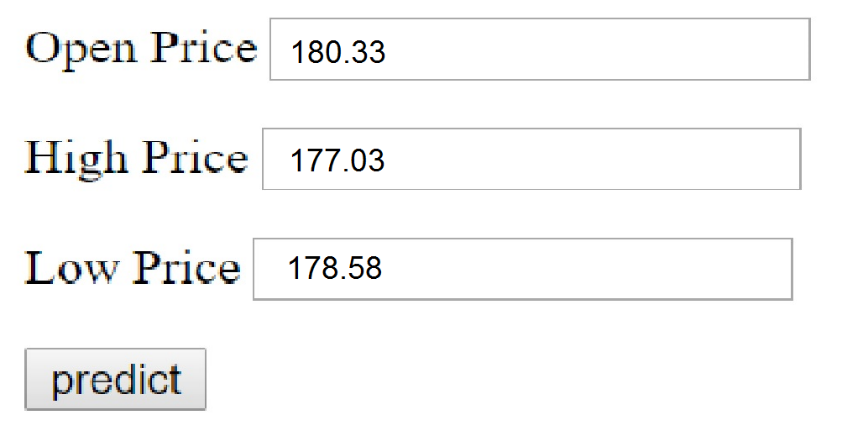 Open Price 180.33
High Price 177.03
Low Price 178.58
predict